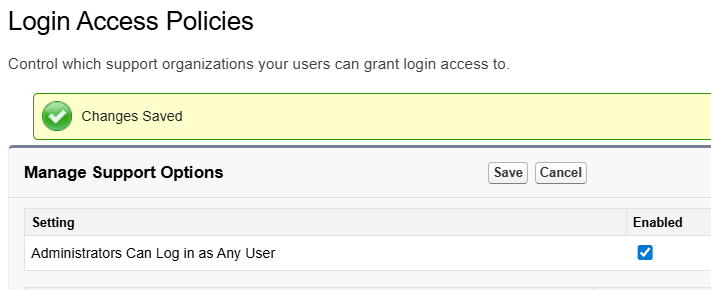 Login Access Policies
Control which support organizations your users can grant login access to.
Changes Saved
Manage Support Options Save Cancel
Setting Enabled
Administrators Can Log in as Any User